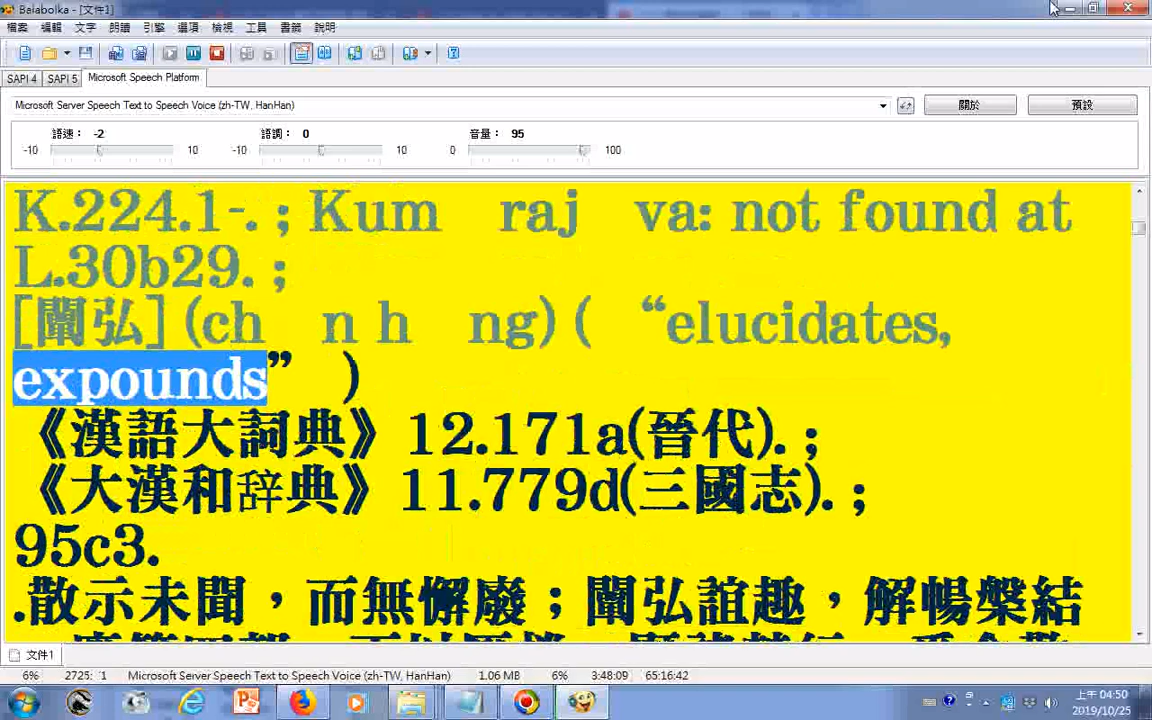 Balabolka - [文件1]
檔案 編輯 文字 朗讀 引擎 選項 檢視 工具 書籤 說明
SAPI 4 SAPI 5 Microsoft Speech Platform
Microsoft Server Speech Text to Speech Voice (zh-TW, HanHan) 關於 預設
語速： -2 語調： 0 音量： 95
-10 10 -10 10 0 100
K.224.1-. ; Kum raj va: not found at
L.30b29. ;
[闡弘] (ch n h ng) ( “elucidates,
expounds” )
《漢語大詞典》 12.171a(晉代). ;
《大漢和辞典》 11.779d(三國志). ;
95c3.
.散示未聞，而無懈廢；闡弘誼趣，解暢槃結
文件1
6% 2725: 1 Microsoft Server Speech Text to Speech Voice (zh-TW, HanHan) 1.06 MB 6% 3:48:09 65:16:42
上午 04:50
2019/10/25